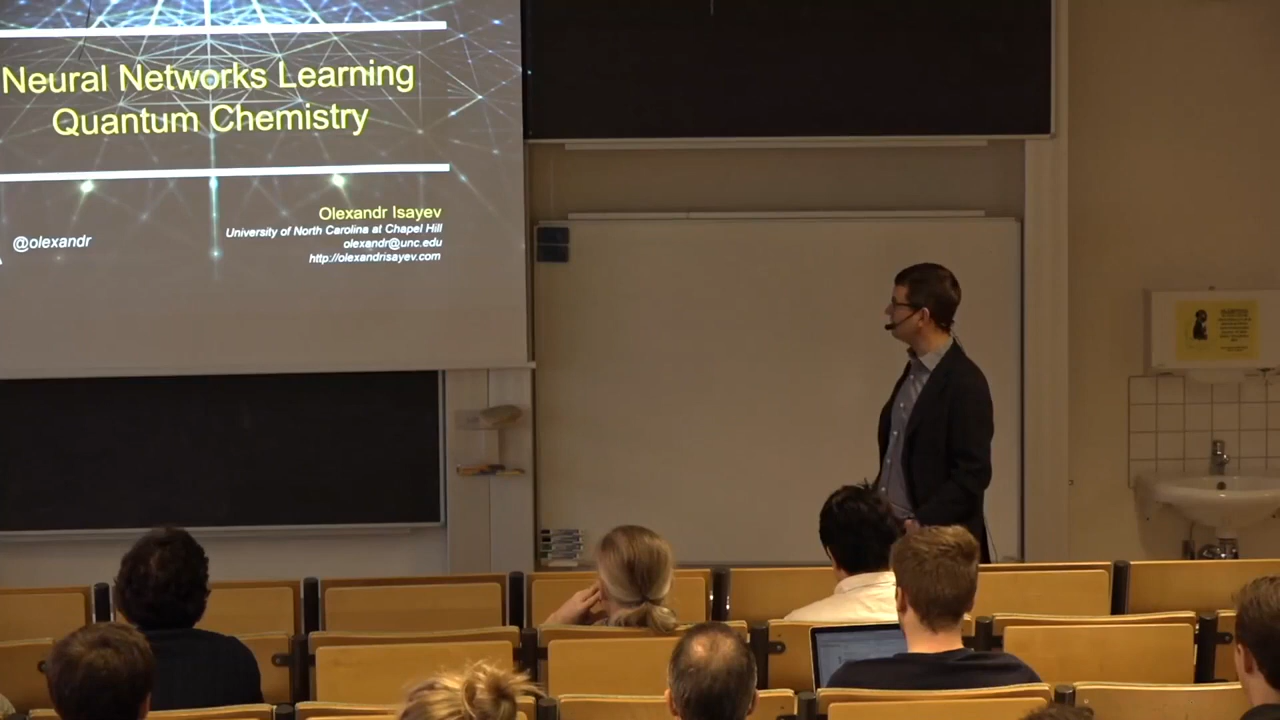 Neural Networks Learning
Quantum Chemistry
Olexandr Isayev
University of North Carolina at Chapel Hill
@olexandr
olexandr@unc.edu
http://olexandrisayev.com